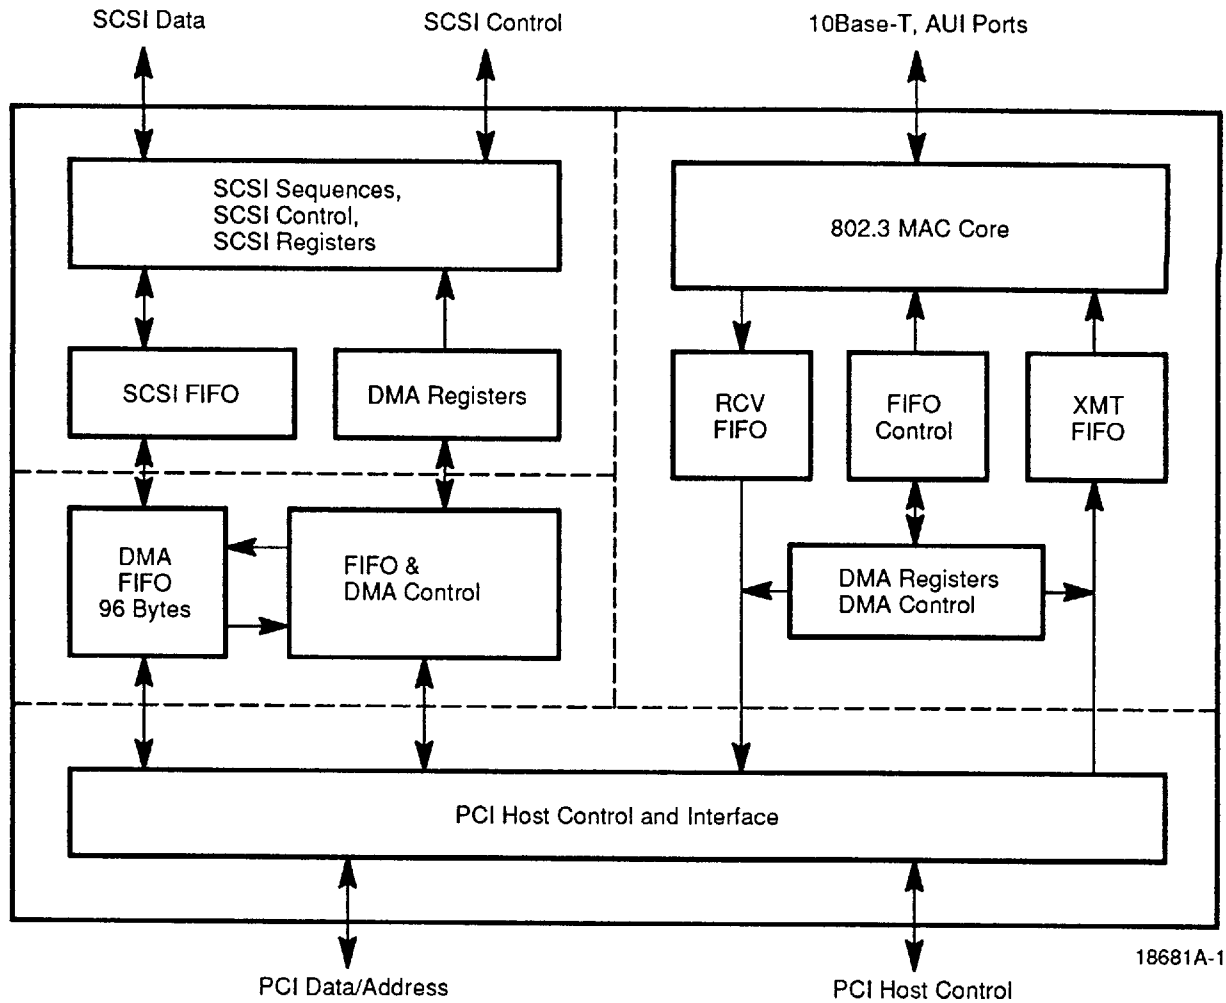 SCSI Data
SCSI Control
10Base-T, AUI Ports
SCSI Sequences,
SCSI Control,
SCSI Registers
802.3 MAC Core
SCSI FIFO
DMA Registers
RCV
FIFO
FIFO
Control
XMT
FIFO
DMA
FIFO
96 Bytes
FIFO &
DMA Control
DMA Registers
DMA Control
PCI Host Control and Interface
18681A-1
PCI Data/Address
PCI Host Control